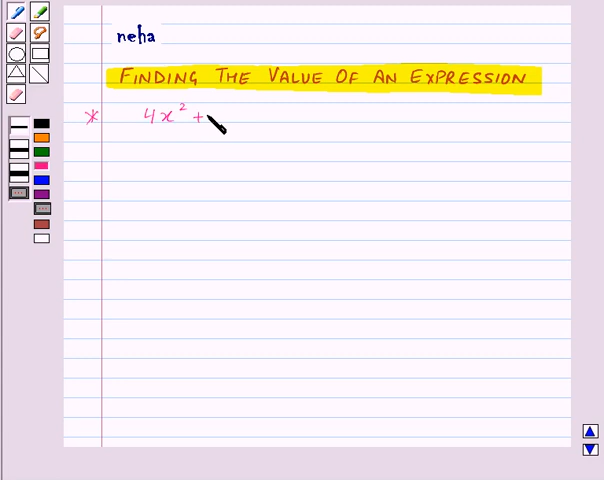 neha
FINDING THE VALUE OF AN EXPRESSION
* 4x² +